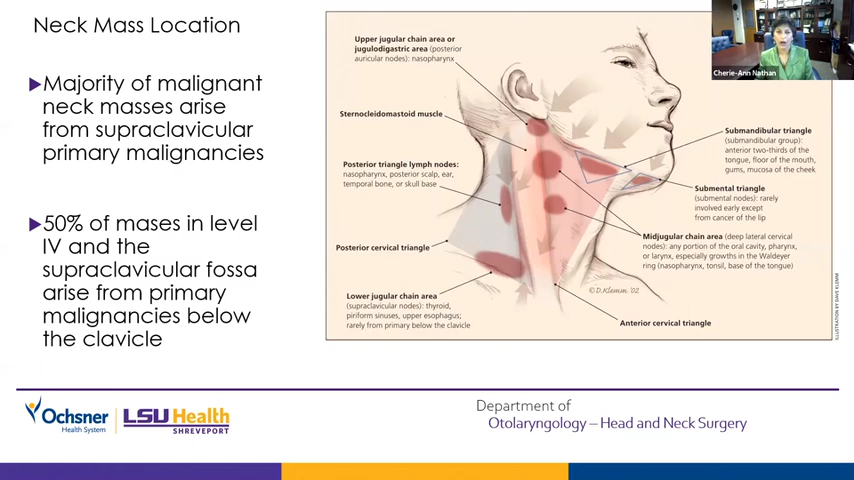 Neck Mass Location
▶Majority of malignant
neck masses arise
from supraclavicular
primary malignancies
▶50% of mases in level
IV and the
supraclavicular fossa
arise from primary
malignancies below
the clavicle
Upper jugular chain area or
jugulodigastric area (posterior
auricular nodes): nasopharynx
Sternocleidomastoid muscle
Posterior triangle lymph nodes:
nasopharynx, posterior scalp, ear,
temporal bone, or skull base
Posterior cervical triangle
Lower jugular chain area
(supraclavicular nodes): thyroid,
piriform sinuses, upper esophagus;
rarely from primary below the clavicle
Submandibular triangle
(submandibular group):
anterior two-thirds of the
tongue, floor of the mouth,
gums, mucosa of the cheek
Submental triangle
(submental nodes): rarely
involved early except
from cancer of the lip
Midjugular chain area (deep lateral cervical
nodes): any portion of the oral cavity, pharynx,
or larynx, especially growths in the Waldeyer
ring (nasopharynx, tonsil, base of the tongue)
©D.Klemm '02
Anterior cervical triangle
ILLUSTRATION BY DAVE KLEMM
Cherie-Ann Nathan
Ochsner
Health System
LSU Health
SHREVEPORT
Department of
Otolaryngology – Head and Neck Surgery